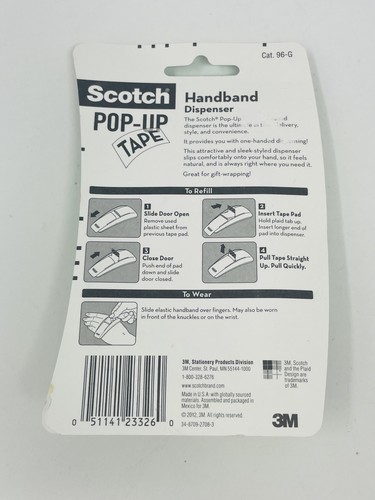 Cat. 96-G
Scotch®
POP-UP
TAPE
Handband
Dispenser
The Scotch® Pop-Up
dispenser is the
style, and convenience.
It provides you with one-handed
This attractive and sleek-styled dispenser
slips comfortably onto your hand, so it feels
natural, and is always right where you need it.
Great for gift-wrapping!
To Refill
1
Slide Door Open
Remove used
plastic sheet from
previous tape pad.
2
Insert Tape Pad
Hold plaid tab up.
Insert longer end of
pad into dispenser.
3
Close Door
Push end of pad
down and slide
door closed.
4
Pull Tape Straight
Up. Pull Quickly.
To Wear
Slide elastic handband over fingers. May also be worn
in front of the knuckles or on the wrist.
3M, Stationery Products Division
3M Center, St. Paul, MN 55144-1000
1-800-328-6276
www.scotchbrand.com
Made in U.S.A. with globally sourced
materials. Assembled and packaged in
Mexico for 3M.
© 2012, 3M. All rights reserved.
34-8709-2708-3
3M, Scotch
and the Plaid
Design are
trademarks
of 3M.
3M
0 51141 23326 0